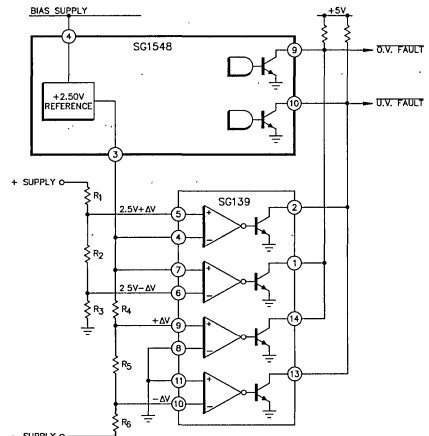 BIAS SUPPLY
+5V
4
SG1548
9
O.V. FAULT
+2.50V
REFERENCE
10
U.V. FAULT
3
+ SUPPLY
R1
SG139
2.5V+ΔV
5
+
2
4
−
R2
7
+
1
2.5V−ΔV
6
−
R3
R4
+ΔV
9
+
14
8
−
R5
11
+
13
−ΔV
10
−
R6
− SUPPLY